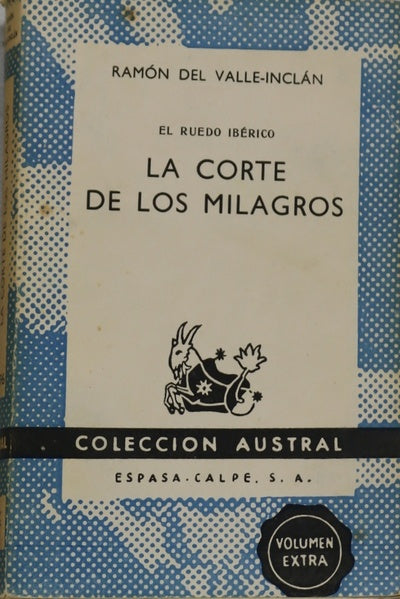 RAMÓN DEL VALLE-INCLÁN
EL RUEDO IBÉRICO
LA CORTE
DE LOS MILAGROS
COLECCION AUSTRAL
ESPASA-CALPE, S. A.
VOLUMEN
EXTRA